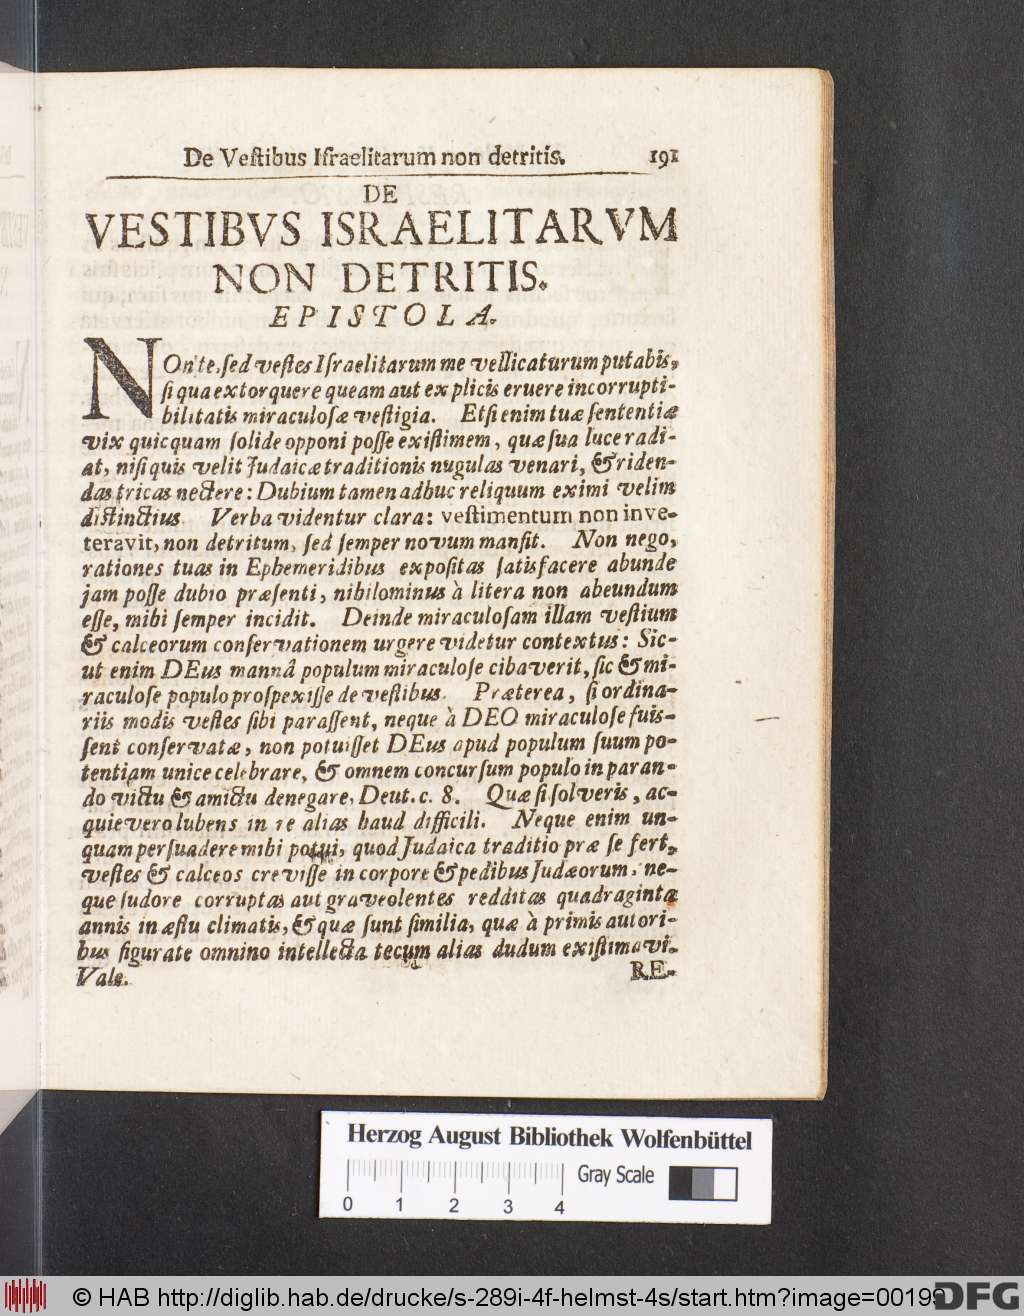 De Veſtibus Iſraelitarum non detritis. 191
DE
VESTIBVS ISRAELITARVM
NON DETRITIS.
EPISTOLA.
NOn te, ſed veſtes Iſraelitarum me vellicaturum putabis,
ſi qua extorquere queam aut ex plicis eruere incorrupti-
bilitatis miraculoſæ veſtigia. Etſi enim tuæ ſententiæ
vix quicquam ſolide opponi poſſe exiſtimem, quæ ſua luce radi-
at, niſi quis velit Judaicæ traditionis nugulas venari, & riden-
das tricas nectere: Dubium tamen adhuc reliquum eximi velim
diſtinctius. Verba videntur clara: veſtimentum non inve-
teravit, non detritum, ſed ſemper novum manſit. Non nego,
rationes tuas in Ephemeridibus expoſitas ſatisfacere abunde
jam poſſe dubio præſenti, nihilominus à litera non abeundum
eſſe, mihi ſemper incidit. Deinde miraculoſam illam veſtium
& calceorum conſervationem urgere videtur contextus: Sic-
ut enim DEus mannâ populum miraculoſe cibaverit, ſic & mi-
raculoſe populo proſpexiſſe de veſtibus. Præterea, ſi ordina-
riis modis veſtes ſibi paraſſent, neque à DEO miraculoſe fuiſ-
ſent conſervatæ, non potuiſſet DEus apud populum ſuum po-
tentiam unice celebrare, & omnem concurſum populo in paran-
do victu & amictu denegare, Deut. c. 8. Quæ ſi ſolveris, ac-
quievero lubens in re alias haud difficili. Neque enim un-
quam perſuadere mihi potui, quod Judaica traditio præ ſe fert,
veſtes & calceos creviſſe in corpore & pedibus Judæorum, ne-
que ſudore corruptas aut graveolentes redditas quadraginta
annis in æſtu climatis, & quæ ſunt ſimilia, quæ à primis autori-
bus figurate omnino intellecta tecum alias dudum exiſtimavi.
Vale. RE-
Herzog August Bibliothek Wolfenbüttel
Gray Scale
0 1 2 3 4
© HAB http://diglib.hab.de/drucke/s-289i-4f-helmst-4s/start.htm?image=00199
DFG